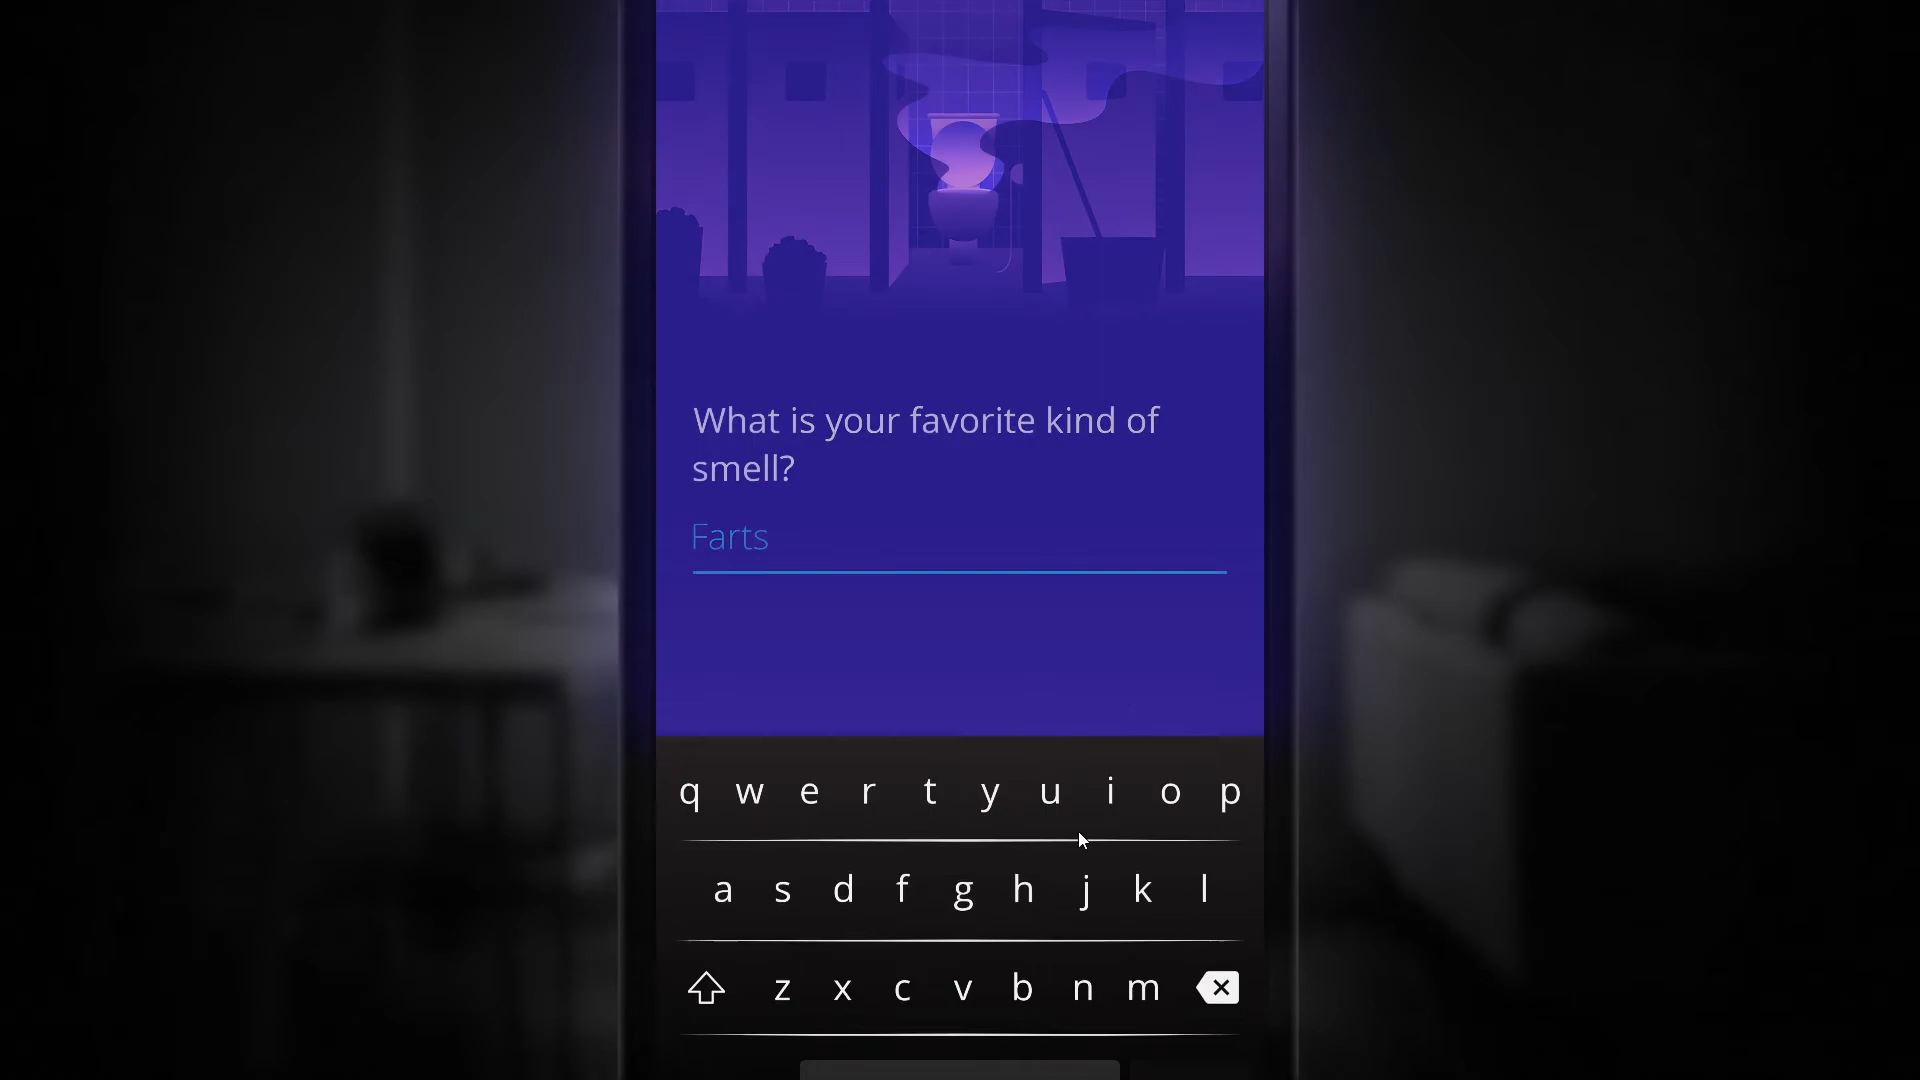 What is your favorite kind of
smell?
Farts
q w e r t y u i o p
a s d f g h j k l
z x c v b n m